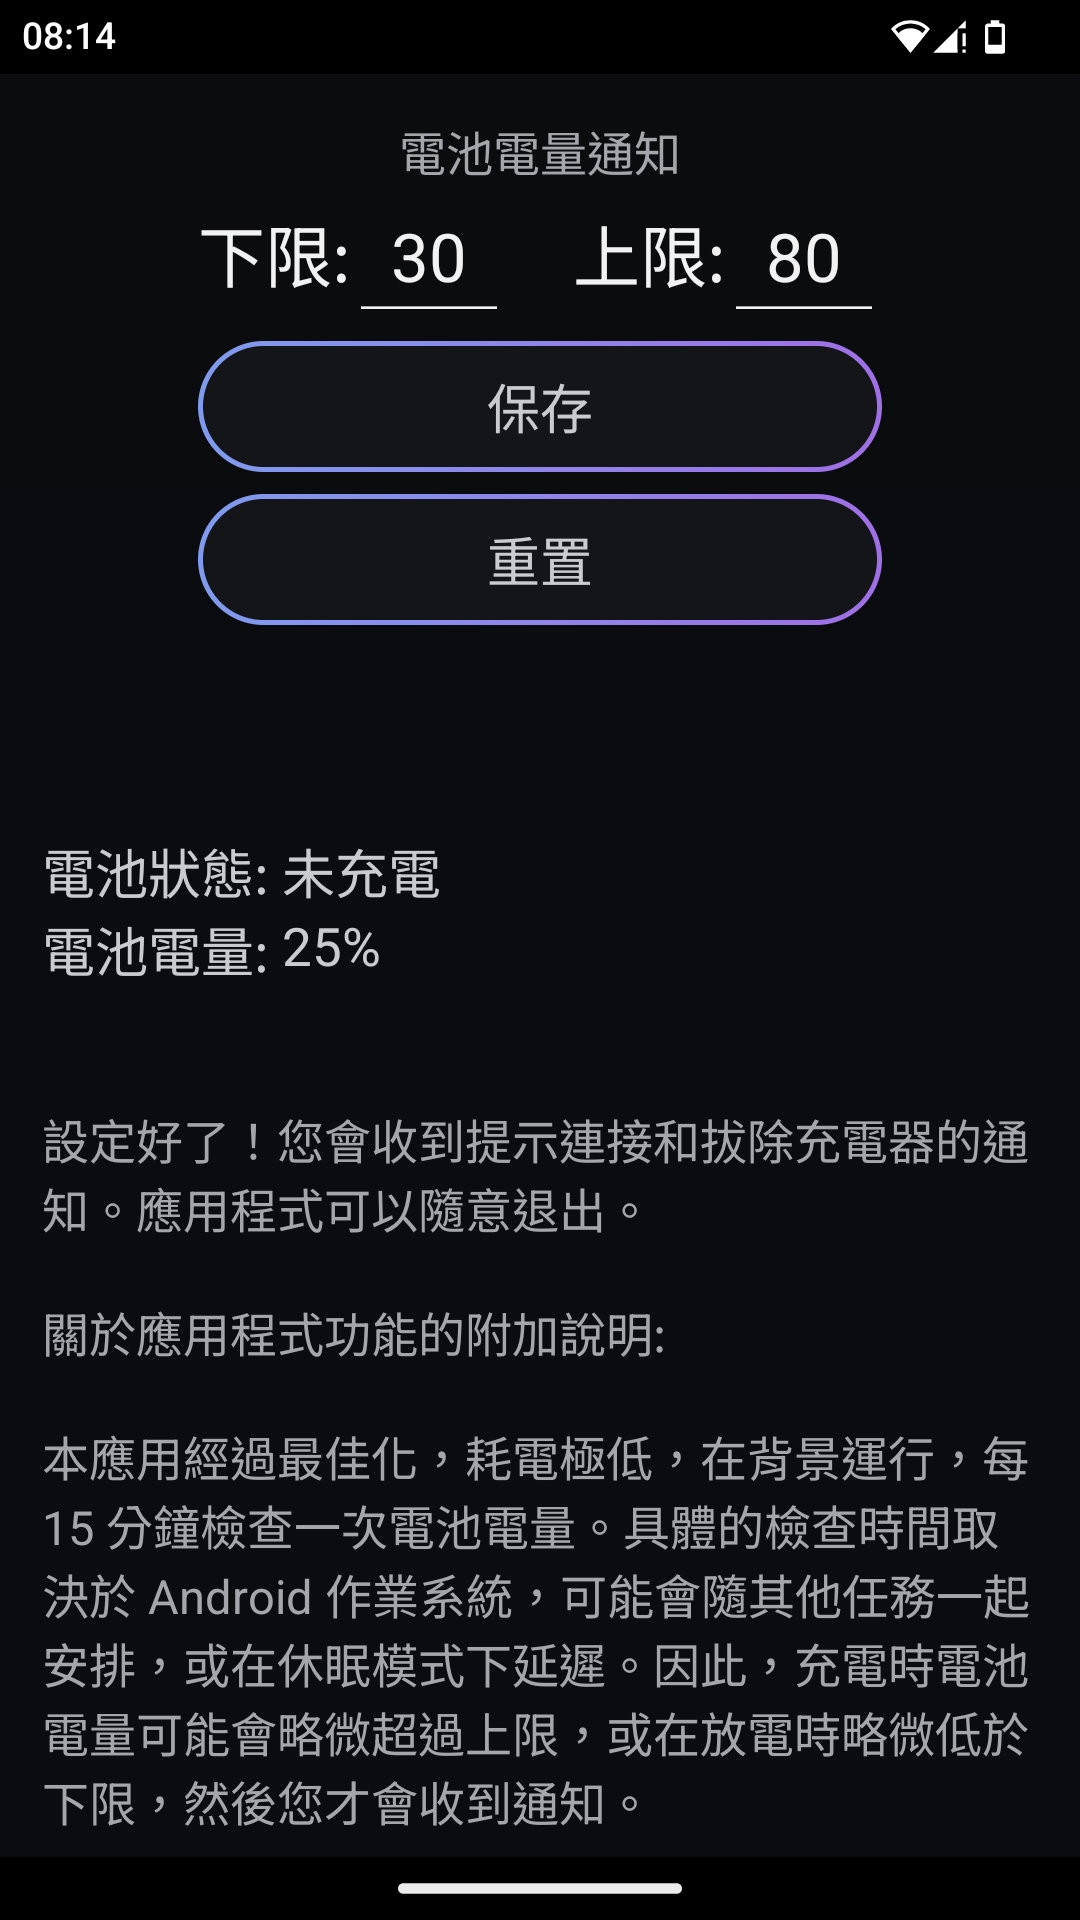 08:14
電池電量通知
下限: 30 上限: 80
保存
重置
電池狀態: 未充電
電池電量: 25%
設定好了！您會收到提示連接和拔除充電器的通
知。應用程式可以隨意退出。
關於應用程式功能的附加說明:
本應用經過最佳化，耗電極低，在背景運行，每
15 分鐘檢查一次電池電量。具體的檢查時間取
決於 Android 作業系統，可能會隨其他任務一起
安排，或在休眠模式下延遲。因此，充電時電池
電量可能會略微超過上限，或在放電時略微低於
下限，然後您才會收到通知。